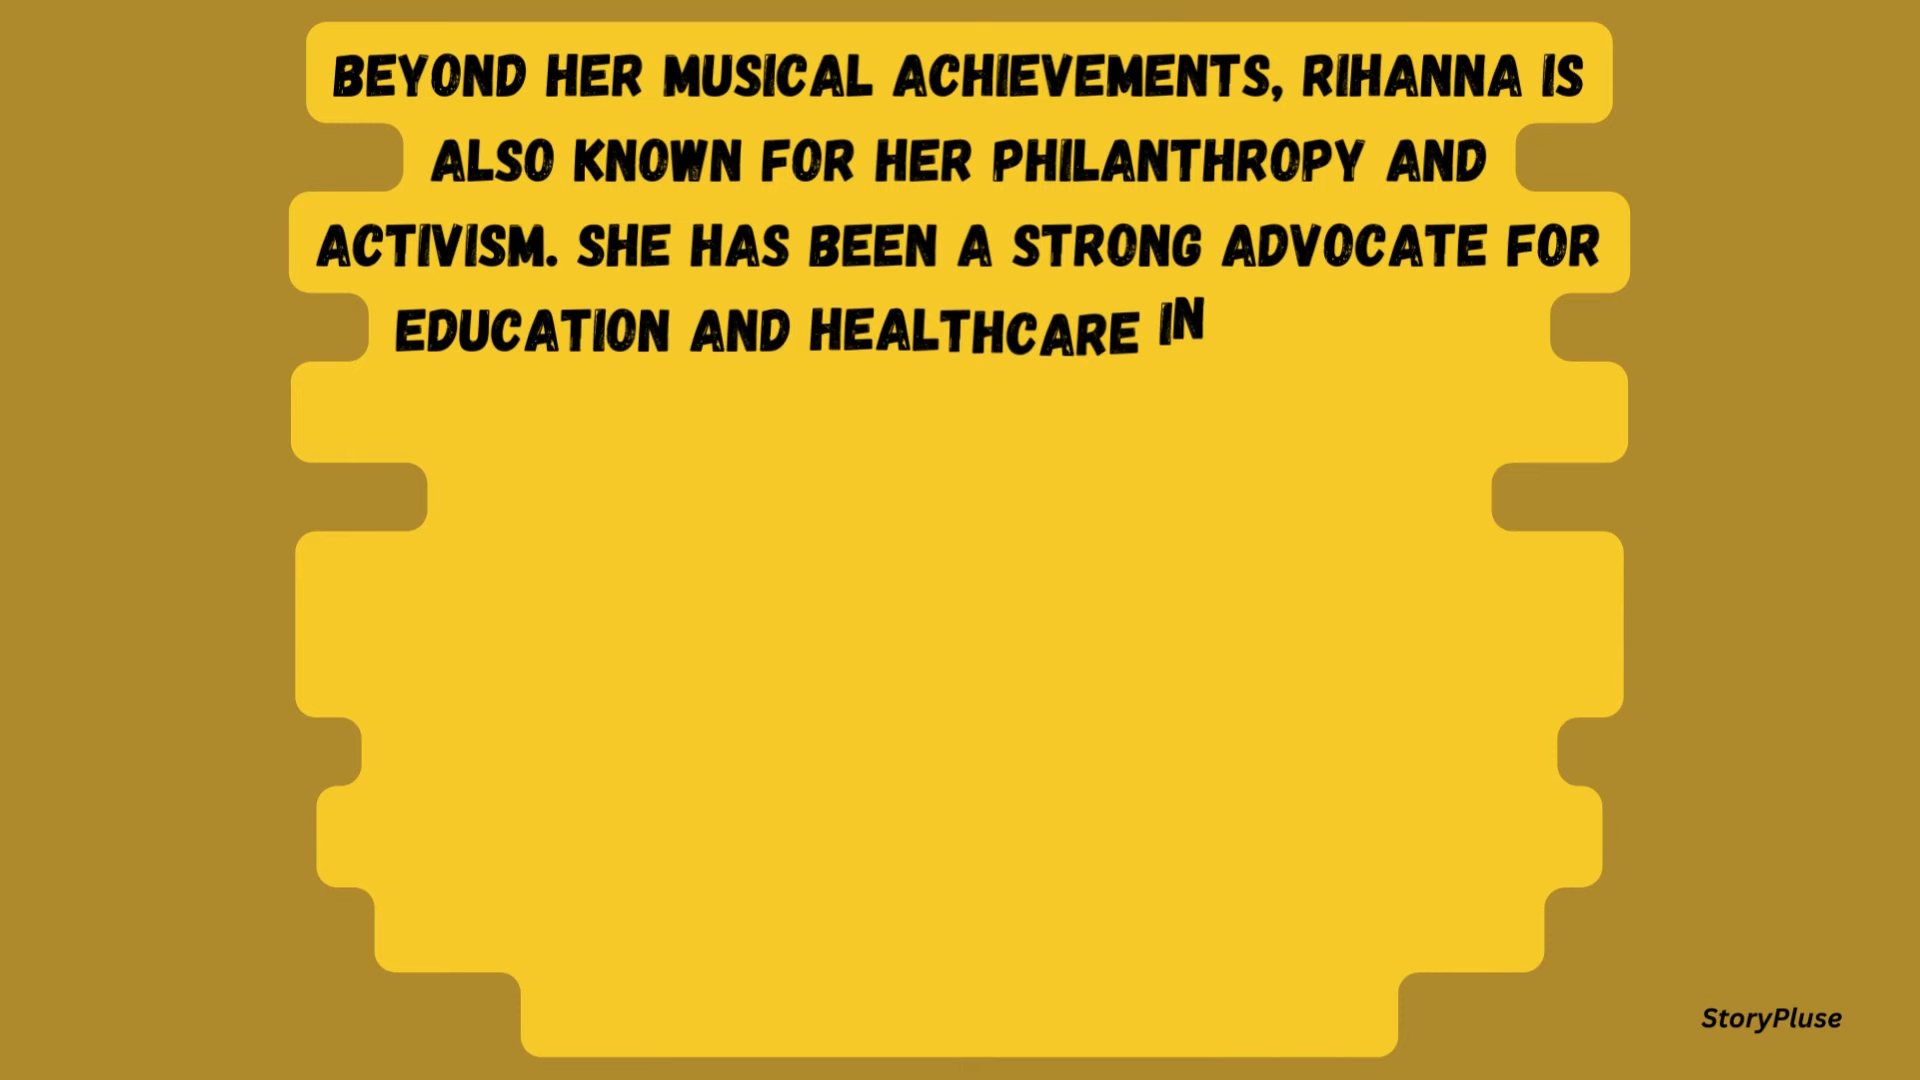 BEYOND HER MUSICAL ACHIEVEMENTS, RIHANNA IS
ALSO KNOWN FOR HER PHILANTHROPY AND
ACTIVISM. SHE HAS BEEN A STRONG ADVOCATE FOR
EDUCATION AND HEALTHCARE IN
StoryPluse